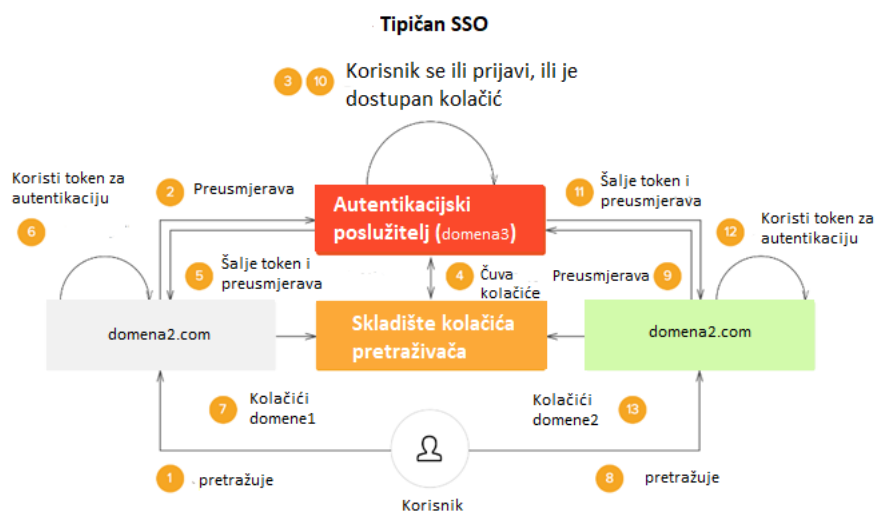 Tipičan SSO
3 10 Korisnik se ili prijavi, ili je
dostupan kolačić
Koristi token za
autentikaciju
6
2 Preusmjerava
Autentikacijski
poslužitelj (domena3)
11 Šalje token i
preusmjerava
12 Koristi token za
autentikaciju
5 Šalje token i
preusmjerava
4 Čuva
kolačiće
Preusmjerava 9
domena2.com
Skladište kolačića
pretraživača
domena2.com
7 Kolačići
domene1
Kolačići
domene2 13
1 pretražuje
8 pretražuje
Korisnik